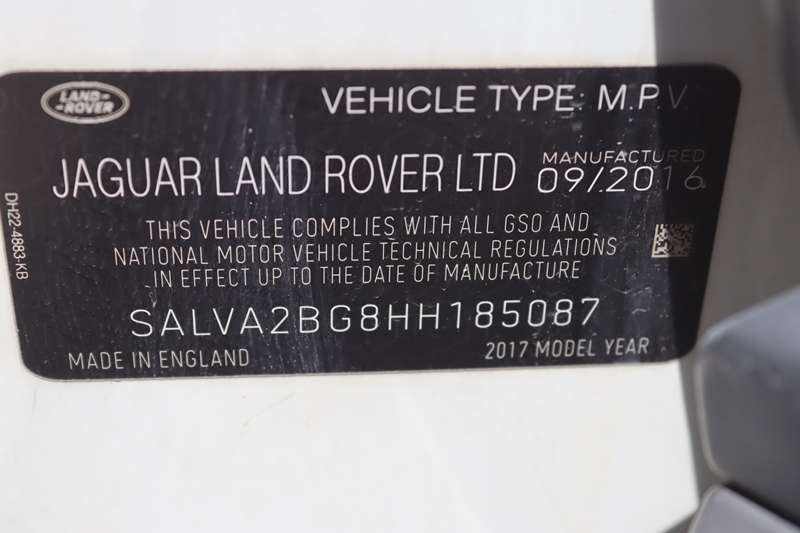 LAND-
-ROVER
VEHICLE TYPE: M.P.V.
JAGUAR LAND ROVER LTD
MANUFACTURED
09/.2016
DH22-4883-KB
THIS VEHICLE COMPLIES WITH ALL GSO AND
NATIONAL MOTOR VEHICLE TECHNICAL REGULATIONS
IN EFFECT UP TO THE DATE OF MANUFACTURE
SALVA2BG8HH185087
MADE IN ENGLAND
2017 MODEL YEAR